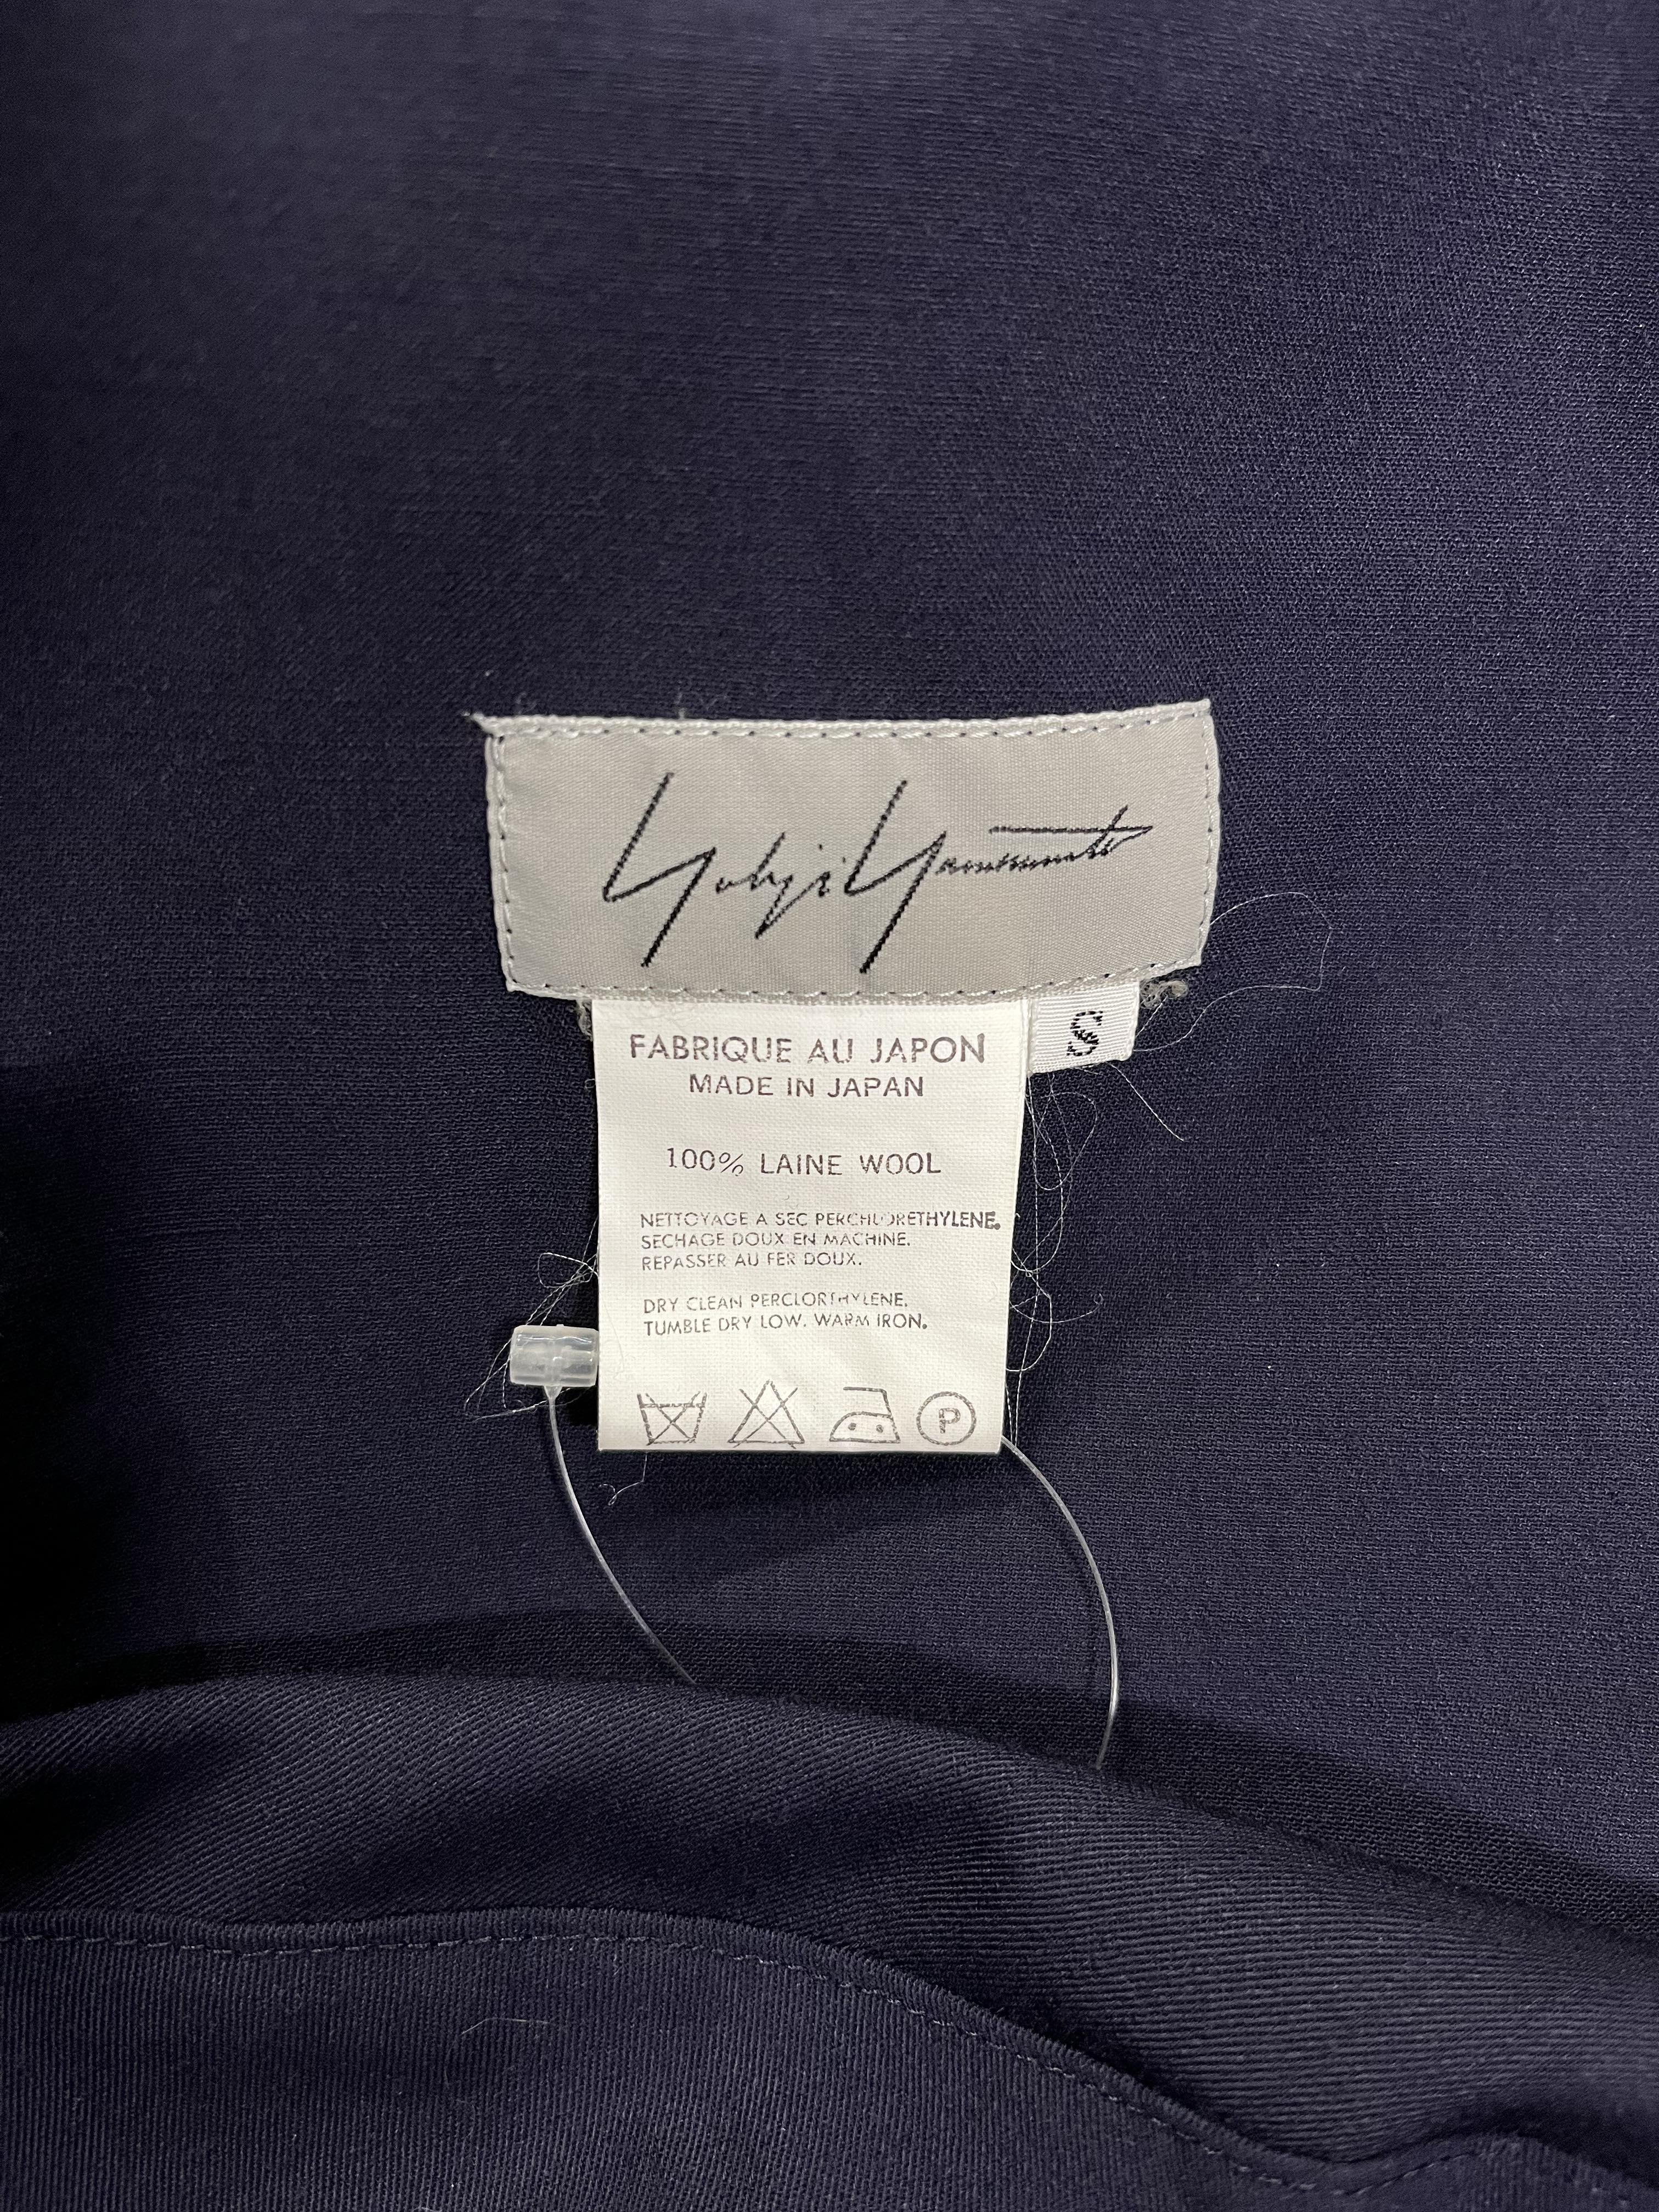 Yohji Yamamoto
S
FABRIQUE AU JAPON
MADE IN JAPAN
100% LAINE WOOL
NETTOYAGE A SEC PERCHLORETHYLENE.
SECHAGE DOUX EN MACHINE.
REPASSER AU FER DOUX.
DRY CLEAN PERCLORTHYLENE.
TUMBLE DRY LOW. WARM IRON.
P